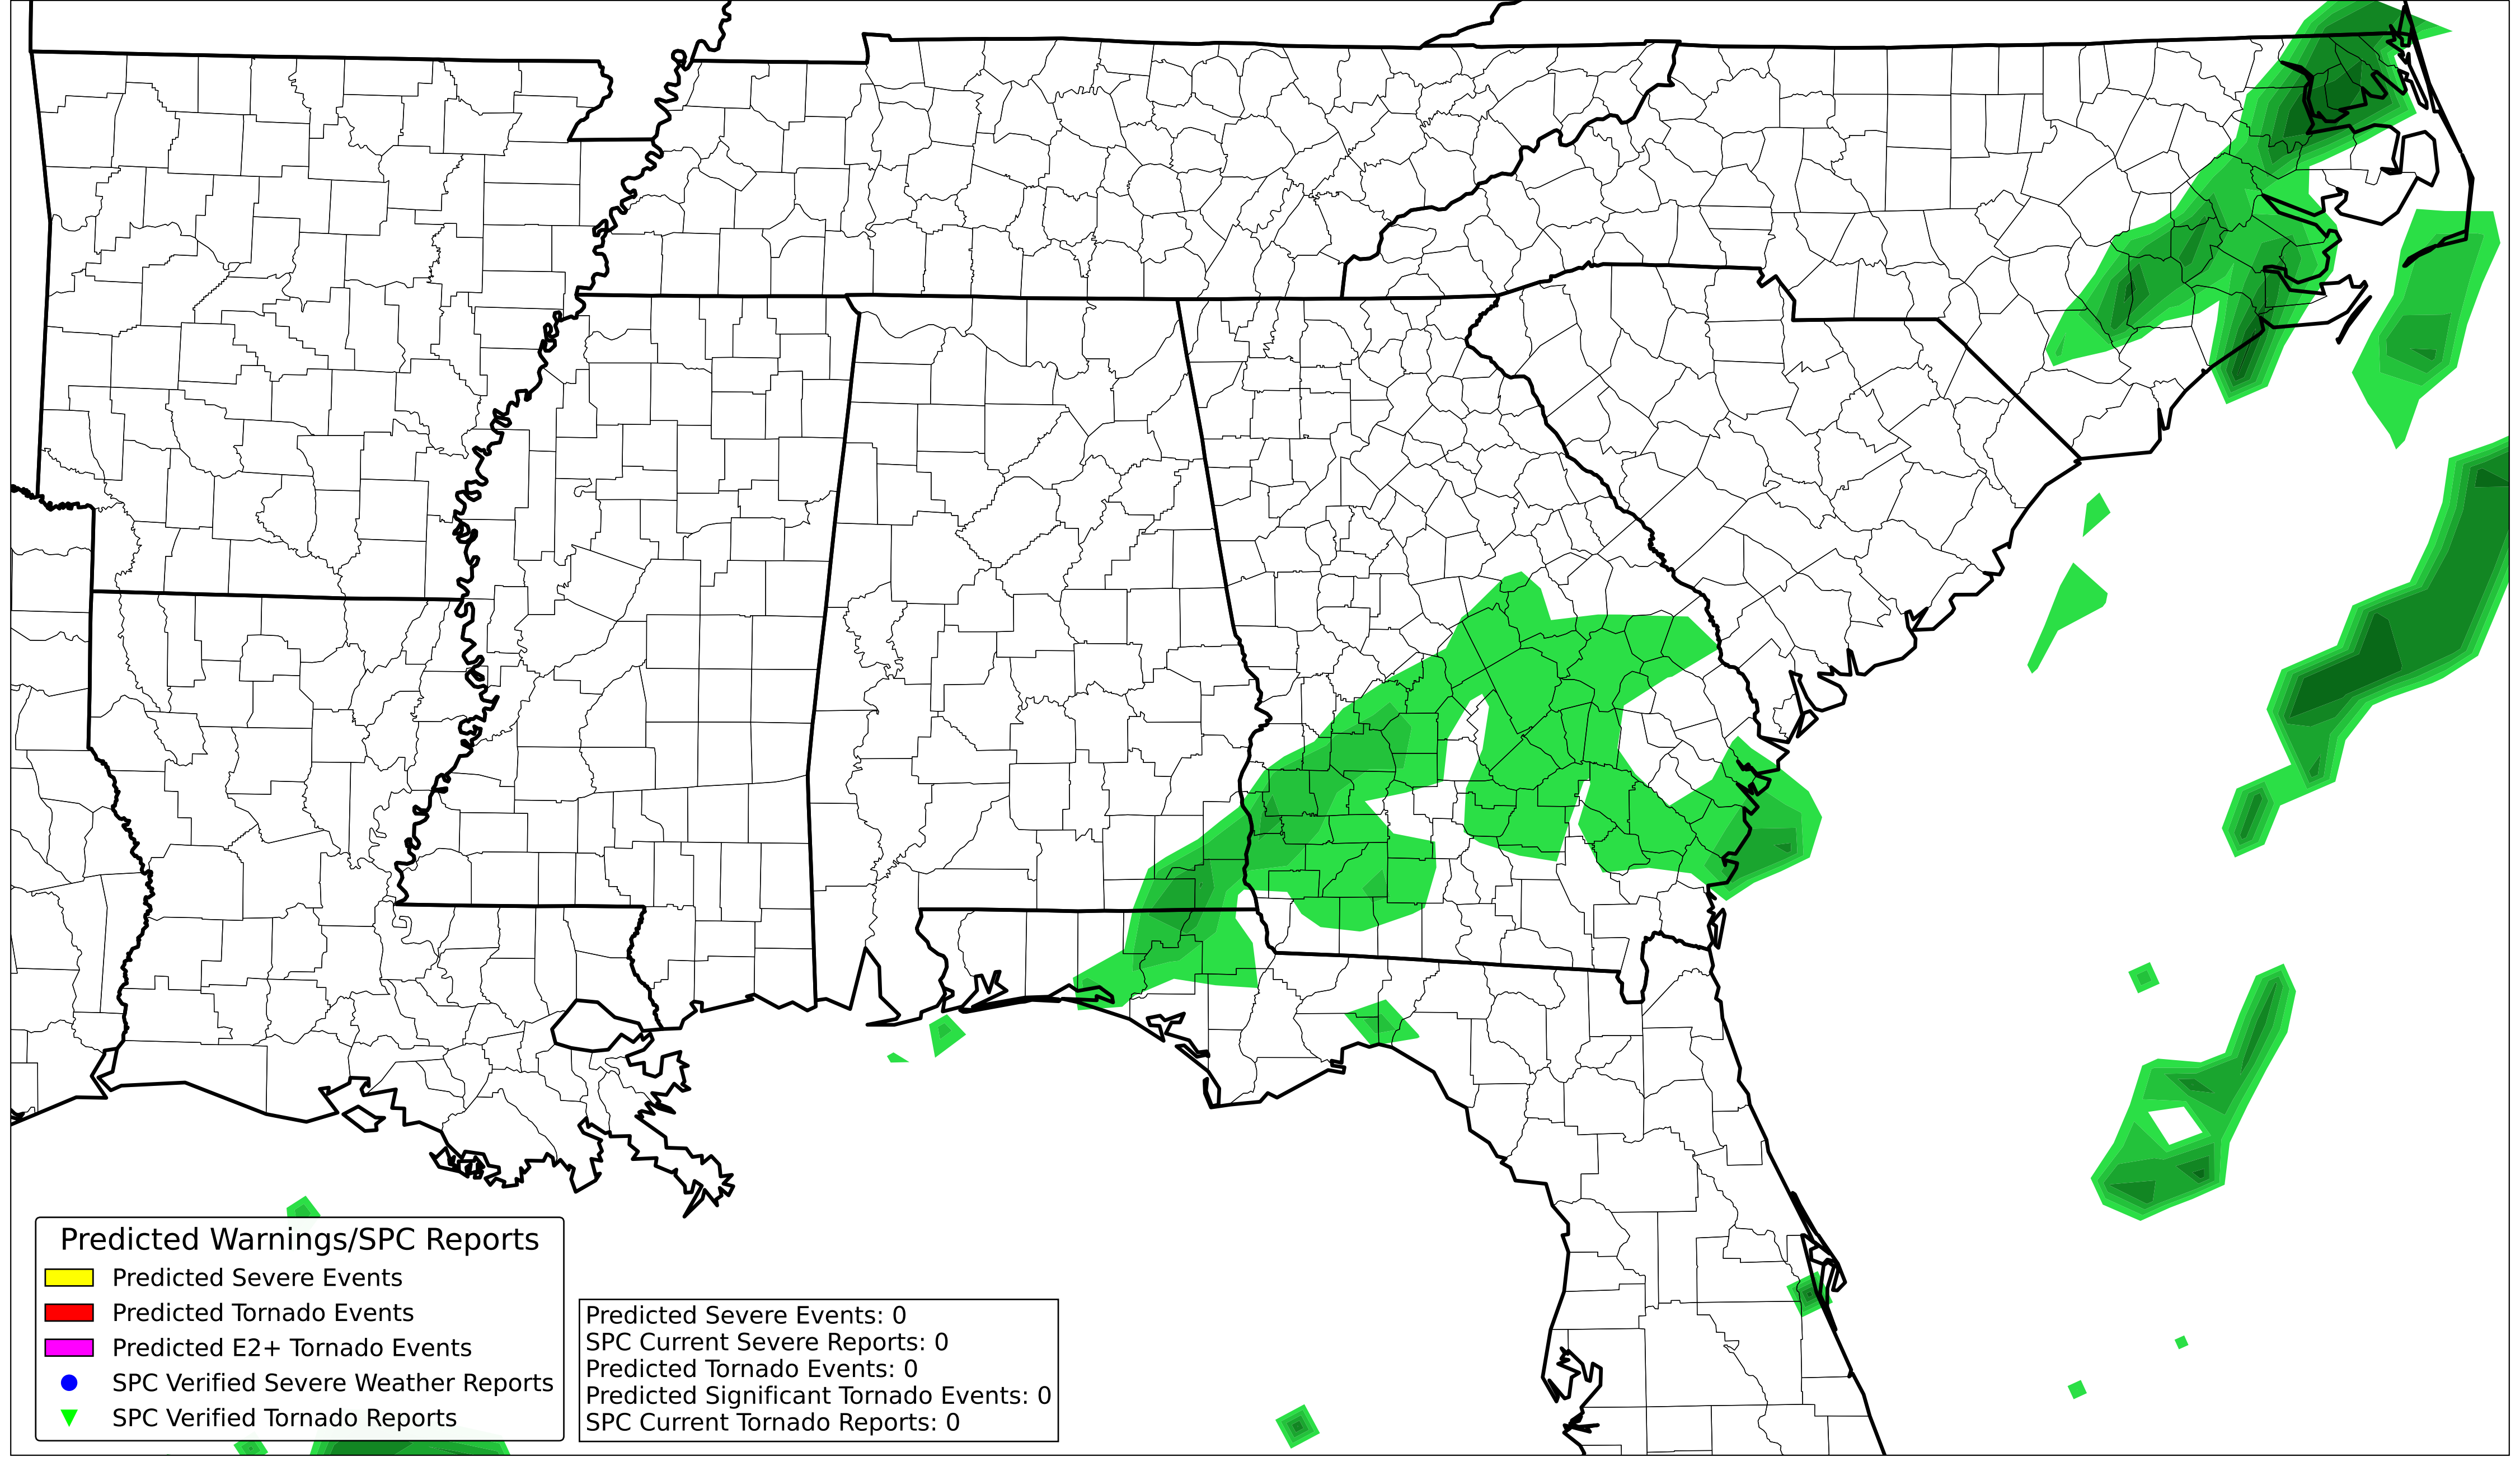 Predicted Warnings/SPC Reports
Predicted Severe Events
Predicted Tornado Events
Predicted E2+ Tornado Events
SPC Verified Severe Weather Reports
SPC Verified Tornado Reports
Predicted Severe Events: 0
SPC Current Severe Reports: 0
Predicted Tornado Events: 0
Predicted Significant Tornado Events: 0
SPC Current Tornado Reports: 0